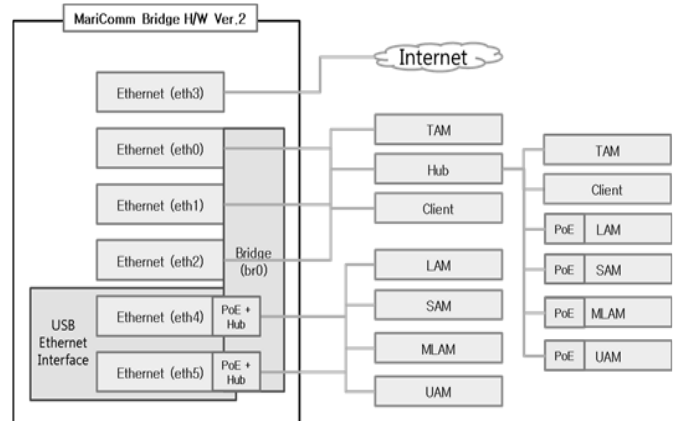 MariComm Bridge H/W Ver.2
Internet
Ethernet (eth3)
Ethernet (eth0)
Ethernet (eth1)
Ethernet (eth2)
Bridge
(br0)
USB
Ethernet
Interface
Ethernet (eth4)
PoE +
Hub
Ethernet (eth5)
PoE +
Hub
TAM
Hub
Client
LAM
SAM
MLAM
UAM
TAM
Client
PoE LAM
PoE SAM
PoE MLAM
PoE UAM